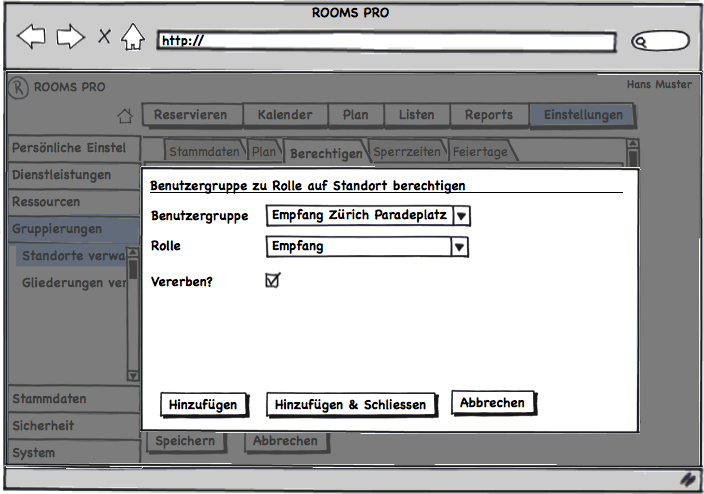 ROOMS PRO
http://
R ROOMS PRO
Hans Muster
Reservieren Kalender Plan Listen Reports Einstellungen
Persönliche Einstel
Dienstleistungen
Ressourcen
Gruppierungen
Standorte verwa
Gliederungen ver
Stammdaten
Sicherheit
System
Stammdaten Plan Berechtigen Sperrzeiten Feiertage
Benutzergruppe zu Rolle auf Standort berechtigen
Benutzergruppe Empfang Zürich Paradeplatz
Rolle Empfang
Vererben?
Hinzufügen Hinzufügen & Schliessen Abbrechen
Speichern Abbrechen